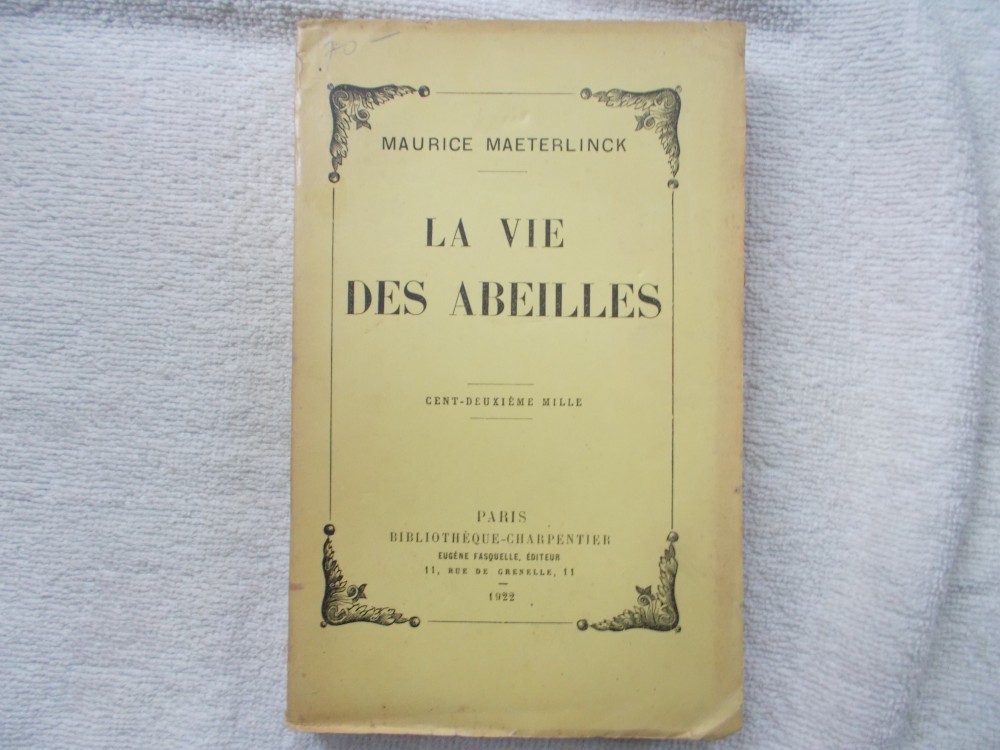 70 –
MAURICE MAETERLINCK
LA VIE
DES ABEILLES
CENT-DEUXIÈME MILLE
PARIS
BIBLIOTHÈQUE-CHARPENTIER
EUGÈNE FASQUELLE, ÉDITEUR
11, RUE DE GRENELLE, 11
1922